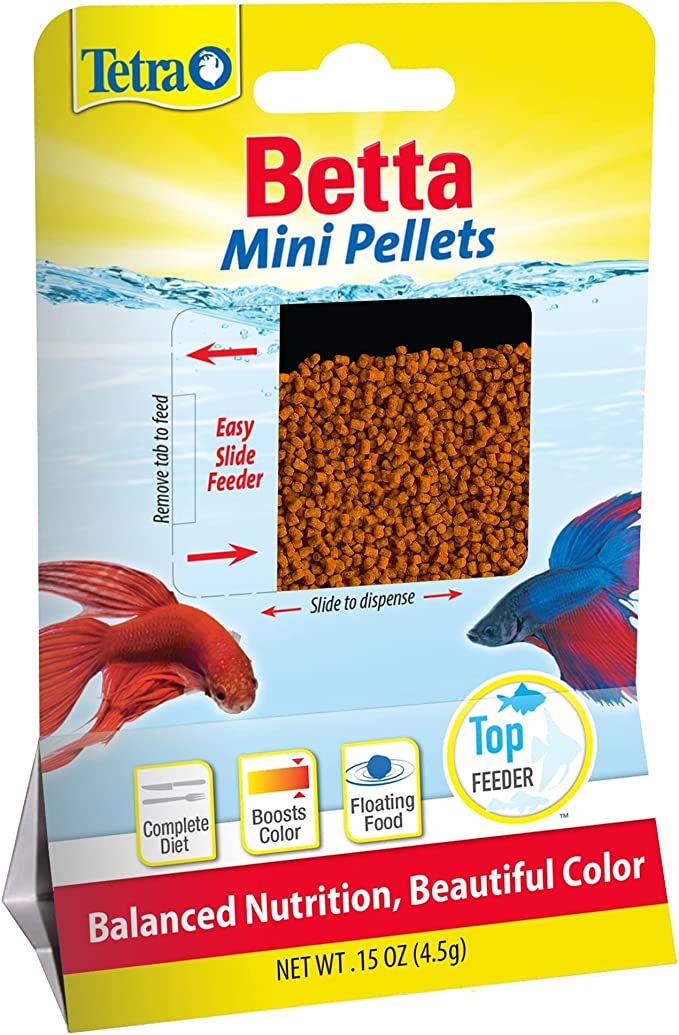 Tetra
Betta
Mini Pellets
Remove tab to feed
Easy
Slide
Feeder
Slide to dispense
Complete
Diet
Boosts
Color
Floating
Food
Top
FEEDER
™
Balanced Nutrition, Beautiful Color
NET WT .15 OZ (4.5g)